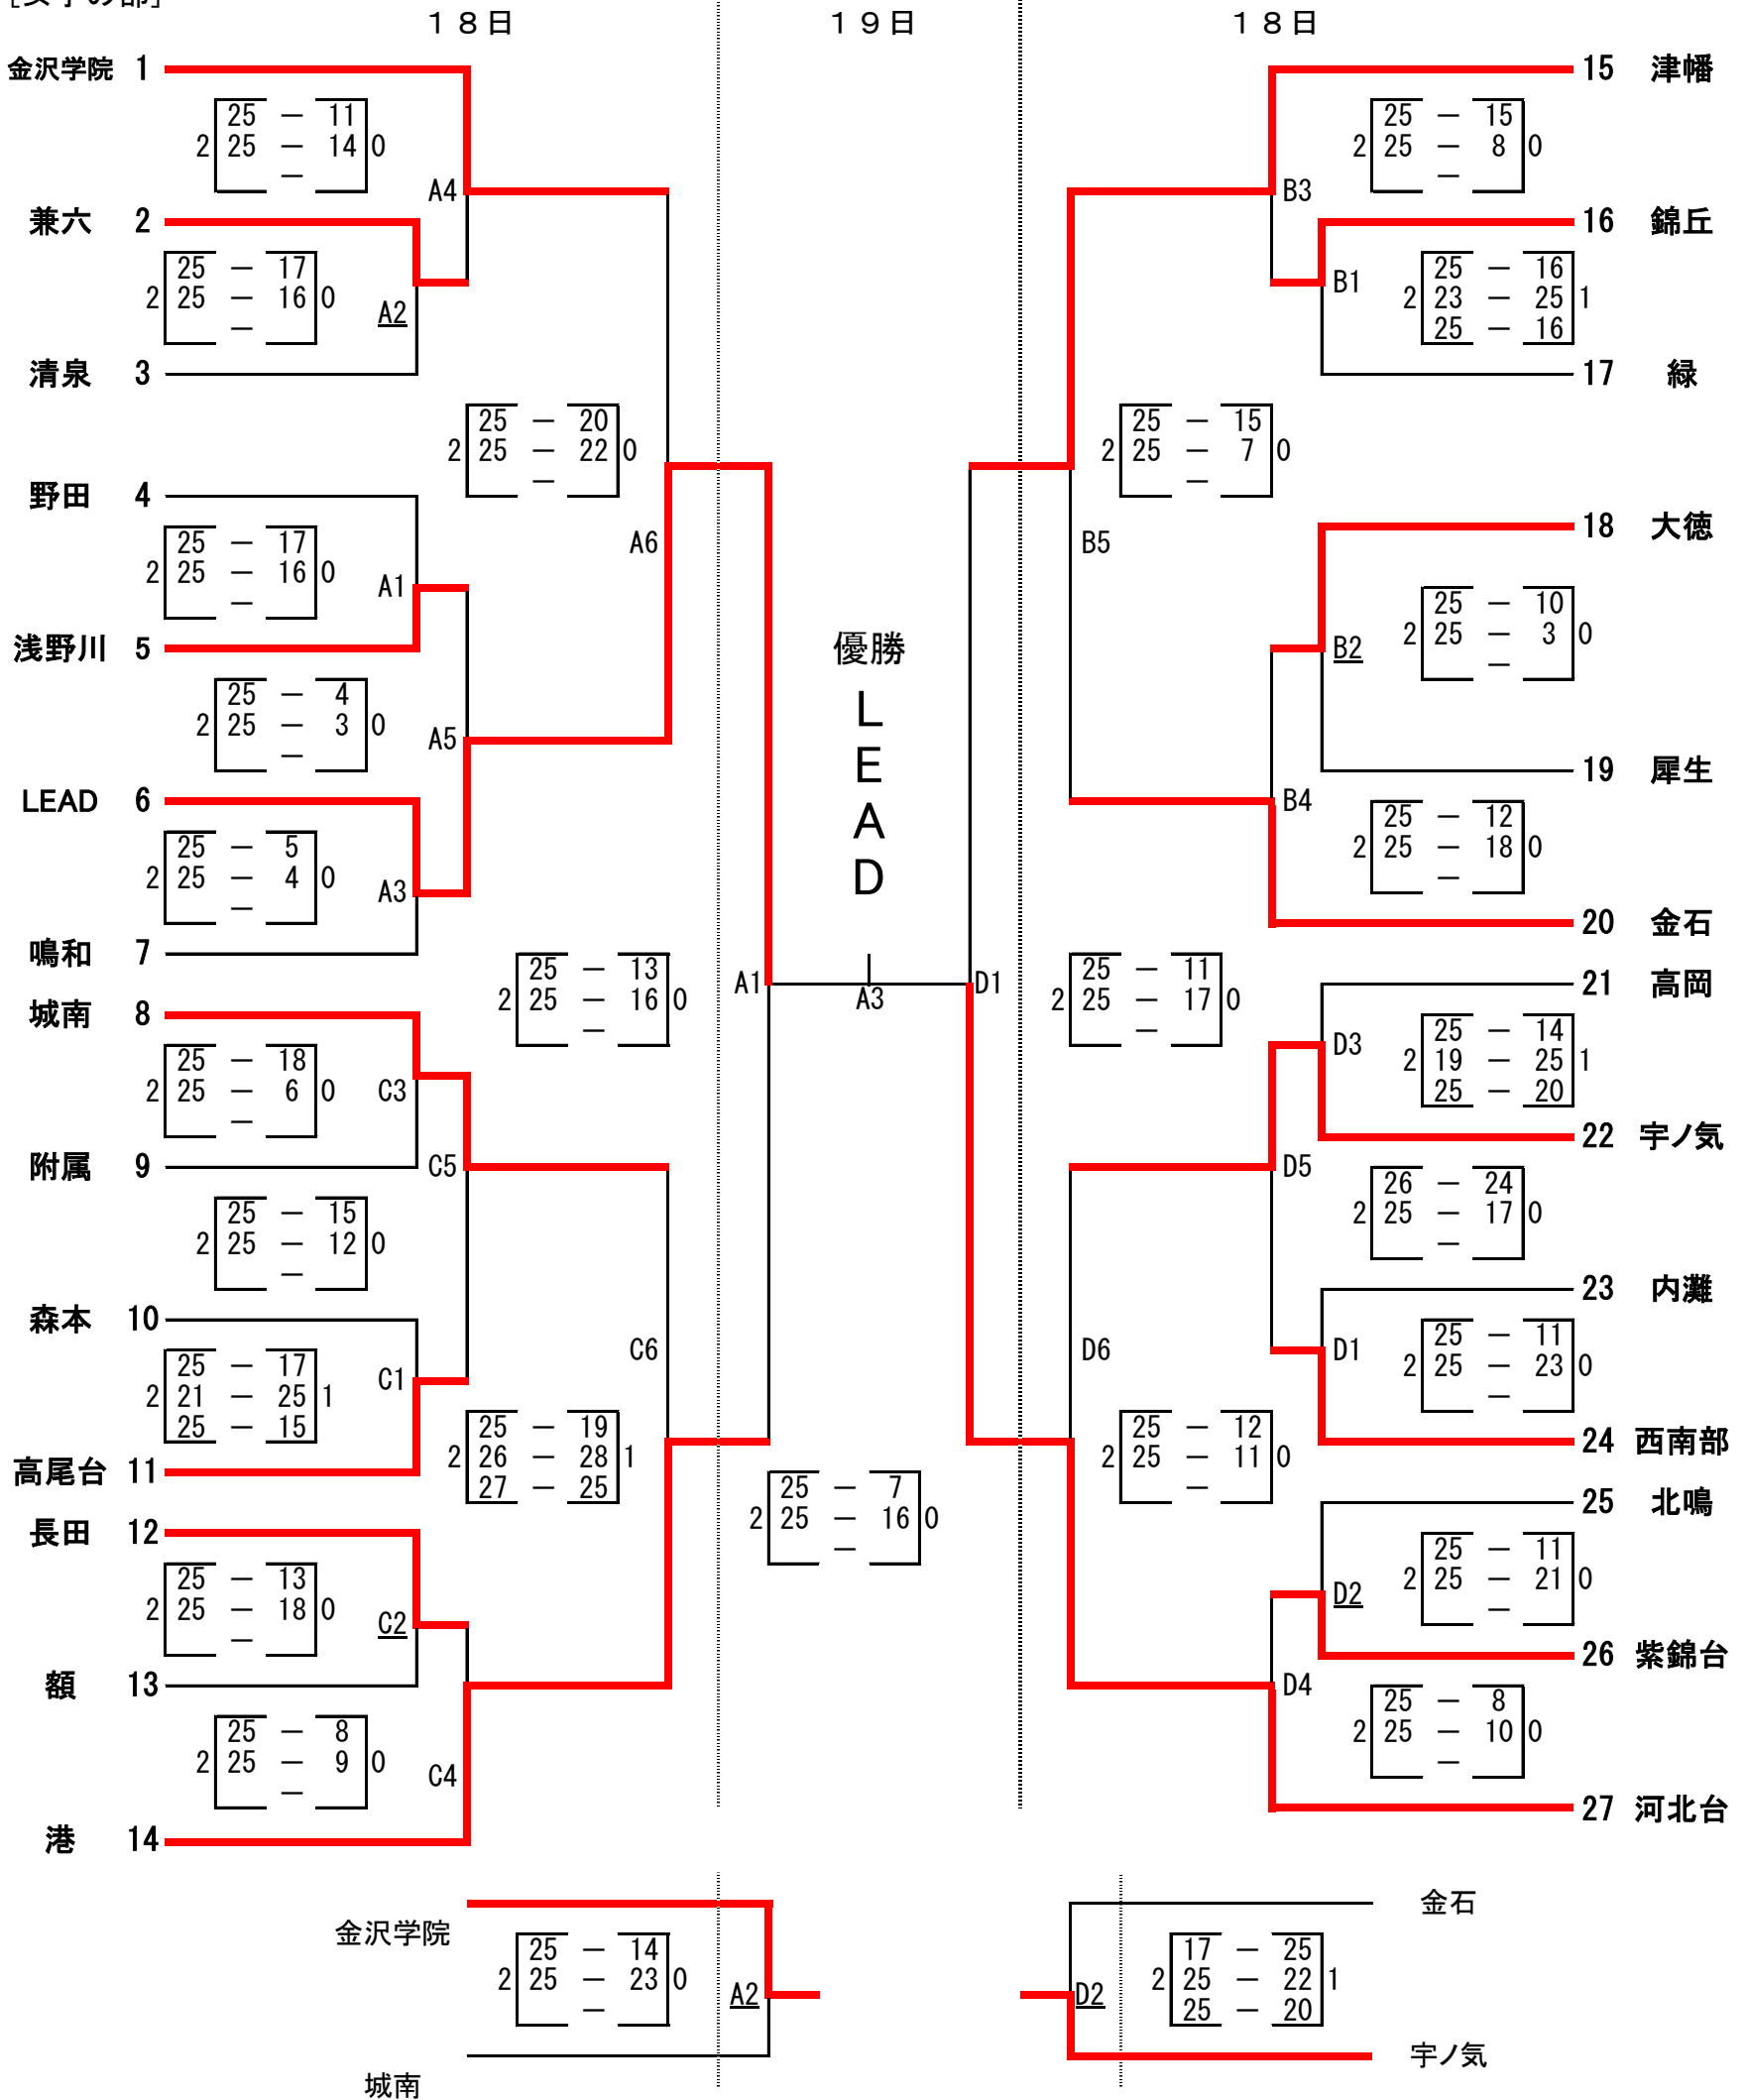 [女子の部]
１８日 １９日 １８日
金沢学院 1
25 — 11
2 25 — 14 0
—
A4
兼六 2
25 — 17
2 25 — 16 0
—
A2
清泉 3
25 — 20
2 25 — 22 0
—
野田 4
25 — 17
2 25 — 16 0
—
A1
A6
浅野川 5
25 — 4
2 25 — 3 0
—
A5
LEAD 6
25 — 5
2 25 — 4 0
—
A3
鳴和 7
25 — 13
2 25 — 16 0
—
城南 8
25 — 18
2 25 — 6 0
—
C3
附属 9
C5
25 — 15
2 25 — 12 0
—
森本 10
25 — 17
2 21 — 25 1
25 — 15
C1
C6
高尾台 11
25 — 19
2 26 — 28 1
27 — 25
長田 12
25 — 13
2 25 — 18 0
—
C2
額 13
25 — 8
2 25 — 9 0
—
C4
港 14
優勝
L
E
A
D
A1
A3
D1
25 — 7
2 25 — 16 0
—
15 津幡
25 — 15
2 25 — 8 0
—
B3
16 錦丘
B1
25 — 16
2 23 — 25 1
25 — 16
17 緑
25 — 15
2 25 — 7 0
—
B5
18 大徳
25 — 10
2 25 — 3 0
—
B2
19 犀生
B4
25 — 12
2 25 — 18 0
—
20 金石
25 — 11
2 25 — 17 0
—
21 高岡
D3
25 — 14
2 19 — 25 1
25 — 20
22 宇ノ気
D5
26 — 24
2 25 — 17 0
—
23 内灘
D6
D1
25 — 11
2 25 — 23 0
—
24 西南部
25 — 12
2 25 — 11 0
—
25 北鳴
25 — 11
2 25 — 21 0
—
D2
26 紫錦台
D4
25 — 8
2 25 — 10 0
—
27 河北台
金沢学院
25 — 14
2 25 — 23 0
—
A2
城南
金石
17 — 25
2 25 — 22 1
25 — 20
D2
宇ノ気